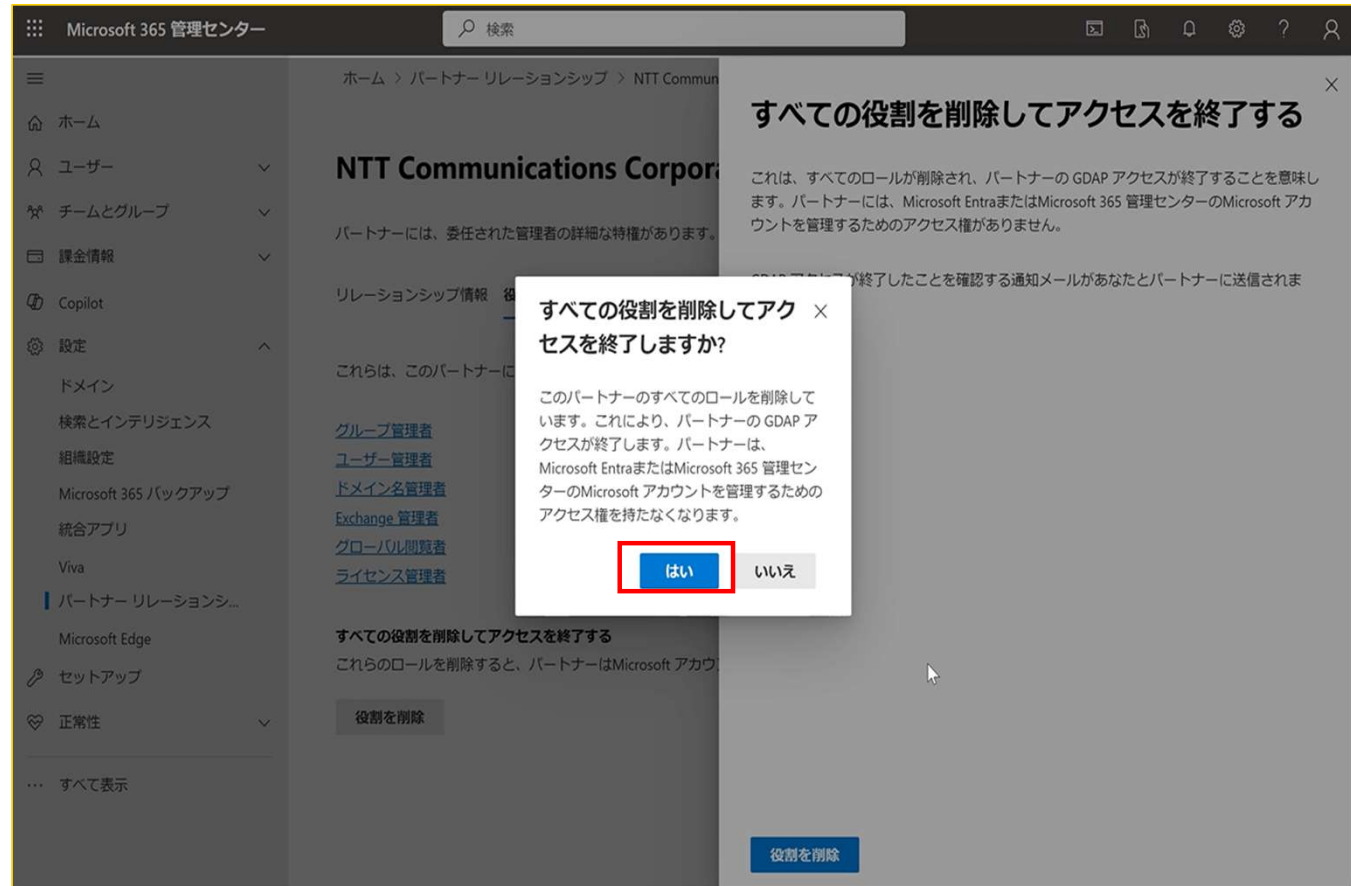 Microsoft 365 管理センター
検索
ホーム
ユーザー
チームとグループ
課金情報
Copilot
設定
ドメイン
検索とインテリジェンス
組織設定
Microsoft 365 バックアップ
統合アプリ
Viva
パートナー リレーションシ...
Microsoft Edge
セットアップ
正常性
すべて表示
ホーム > パートナー リレーションシップ > NTT Commun
NTT Communications Corpora
パートナーには、委任された管理者の詳細な特権があります。
リレーションシップ情報 役
これらは、このパートナーに
グループ管理者
ユーザー管理者
ドメイン名管理者
Exchange 管理者
グローバル閲覧者
ライセンス管理者
すべての役割を削除してアクセスを終了する
これらのロールを削除すると、パートナーはMicrosoft アカウ
役割を削除
すべての役割を削除してアクセスを終了する
これは、すべてのロールが削除され、パートナーの GDAP アクセスが終了することを意味し
ます。パートナーには、Microsoft EntraまたはMicrosoft 365 管理センターのMicrosoft アカ
ウントを管理するためのアクセス権がありません。
GDAP アクセスが終了したことを確認する通知メールがあなたとパートナーに送信されま
役割を削除
すべての役割を削除してアク
セスを終了しますか?
このパートナーのすべてのロールを削除して
います。これにより、パートナーの GDAP ア
クセスが終了します。パートナーは、
Microsoft EntraまたはMicrosoft 365 管理セン
ターのMicrosoft アカウントを管理するための
アクセス権を持たなくなります。
はい
いいえ